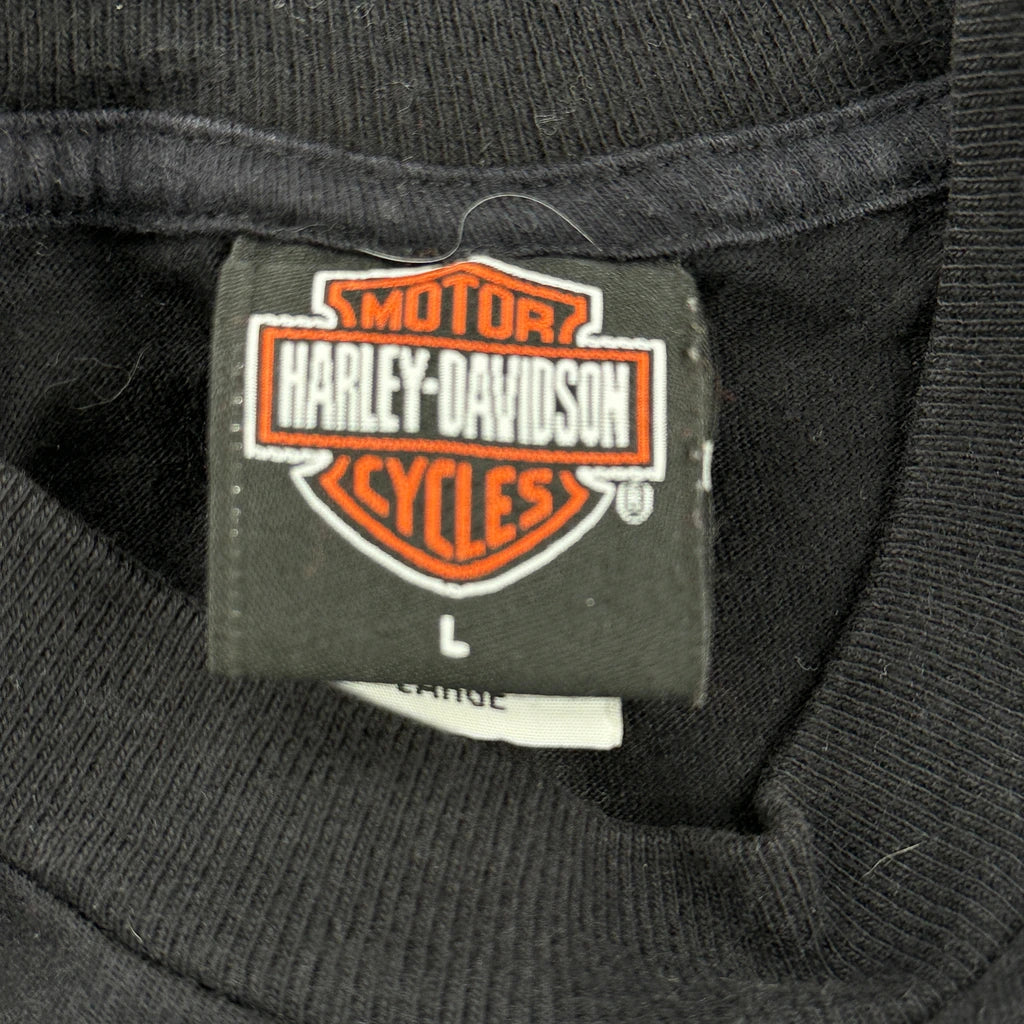 MOTOR
HARLEY-DAVIDSON
CYCLES
®
L
LARGE